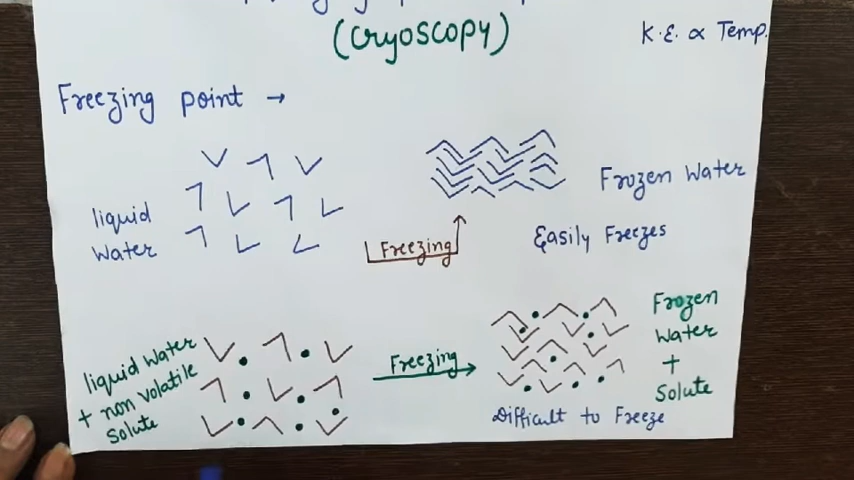 (Cryoscopy)
K.E. ∝ Temp.
Freezing point →
liquid
Water
Freezing
Frozen Water
Easily Freezes
liquid Water
+ non volatile
Solute
Freezing
Frozen
Water
+
Solute
Difficult to Freeze